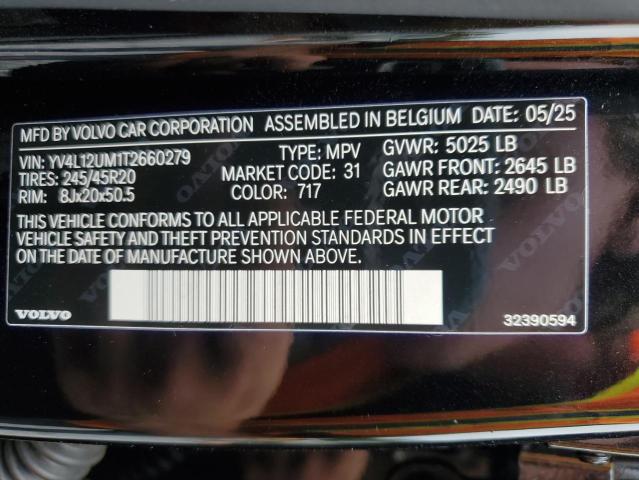 MFD BY VOLVO CAR CORPORATION ASSEMBLED IN BELGIUM DATE: 05/25
VIN: YV4L12UM1T2660279 TYPE: MPV GVWR: 5025 LB
TIRES: 245/45R20 MARKET CODE: 31 GAWR FRONT: 2645 LB
RIM: 8Jx20x50.5 COLOR: 717 GAWR REAR: 2490 LB
THIS VEHICLE CONFORMS TO ALL APPLICABLE FEDERAL MOTOR
VEHICLE SAFETY AND THEFT PREVENTION STANDARDS IN EFFECT
ON THE DATE OF MANUFACTURE SHOWN ABOVE.
VOLVO 32390594